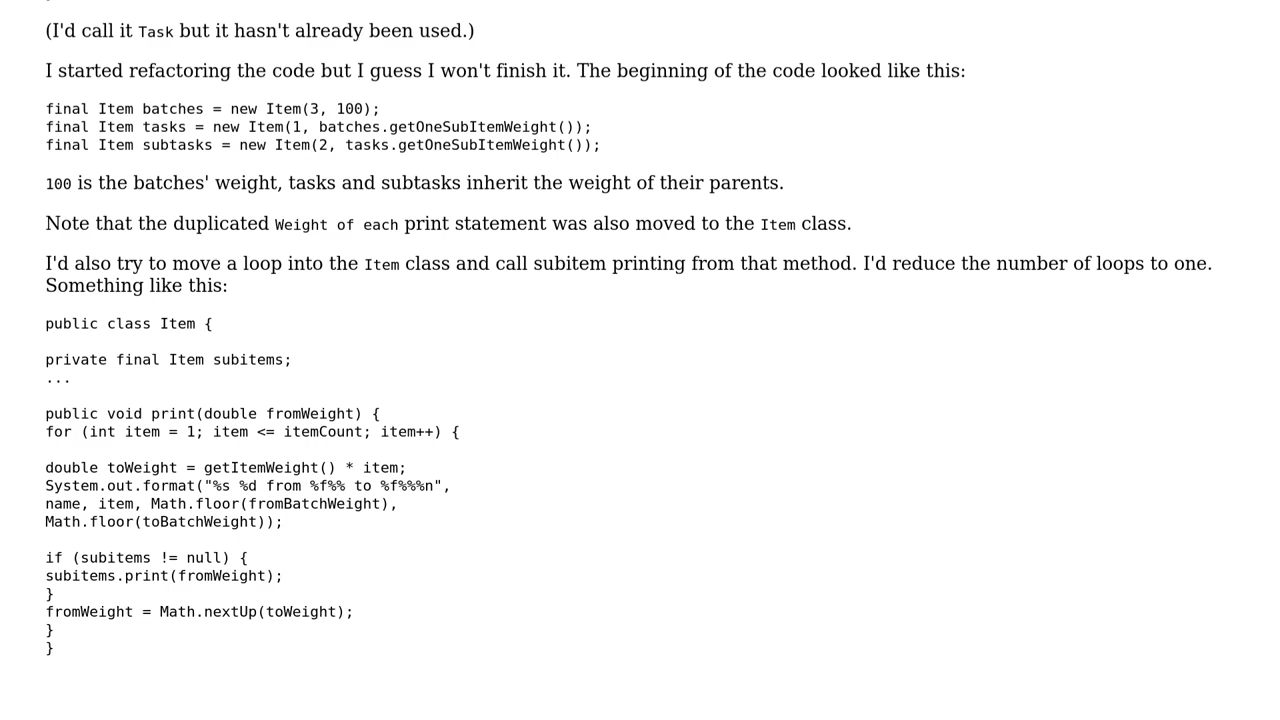 (I'd call it Task but it hasn't already been used.)
I started refactoring the code but I guess I won't finish it. The beginning of the code looked like this:
final Item batches = new Item(3, 100);
final Item tasks = new Item(1, batches.getOneSubItemWeight());
final Item subtasks = new Item(2, tasks.getOneSubItemWeight());
100 is the batches' weight, tasks and subtasks inherit the weight of their parents.
Note that the duplicated Weight of each print statement was also moved to the Item class.
I'd also try to move a loop into the Item class and call subitem printing from that method. I'd reduce the number of loops to one.
Something like this:
public class Item {
private final Item subitems;
...
public void print(double fromWeight) {
for (int item = 1; item <= itemCount; item++) {
double toWeight = getItemWeight() * item;
System.out.format("%s %d from %f%% to %f%%%n",
name, item, Math.floor(fromBatchWeight),
Math.floor(toBatchWeight));
if (subitems != null) {
subitems.print(fromWeight);
}
fromWeight = Math.nextUp(toWeight);
}
}